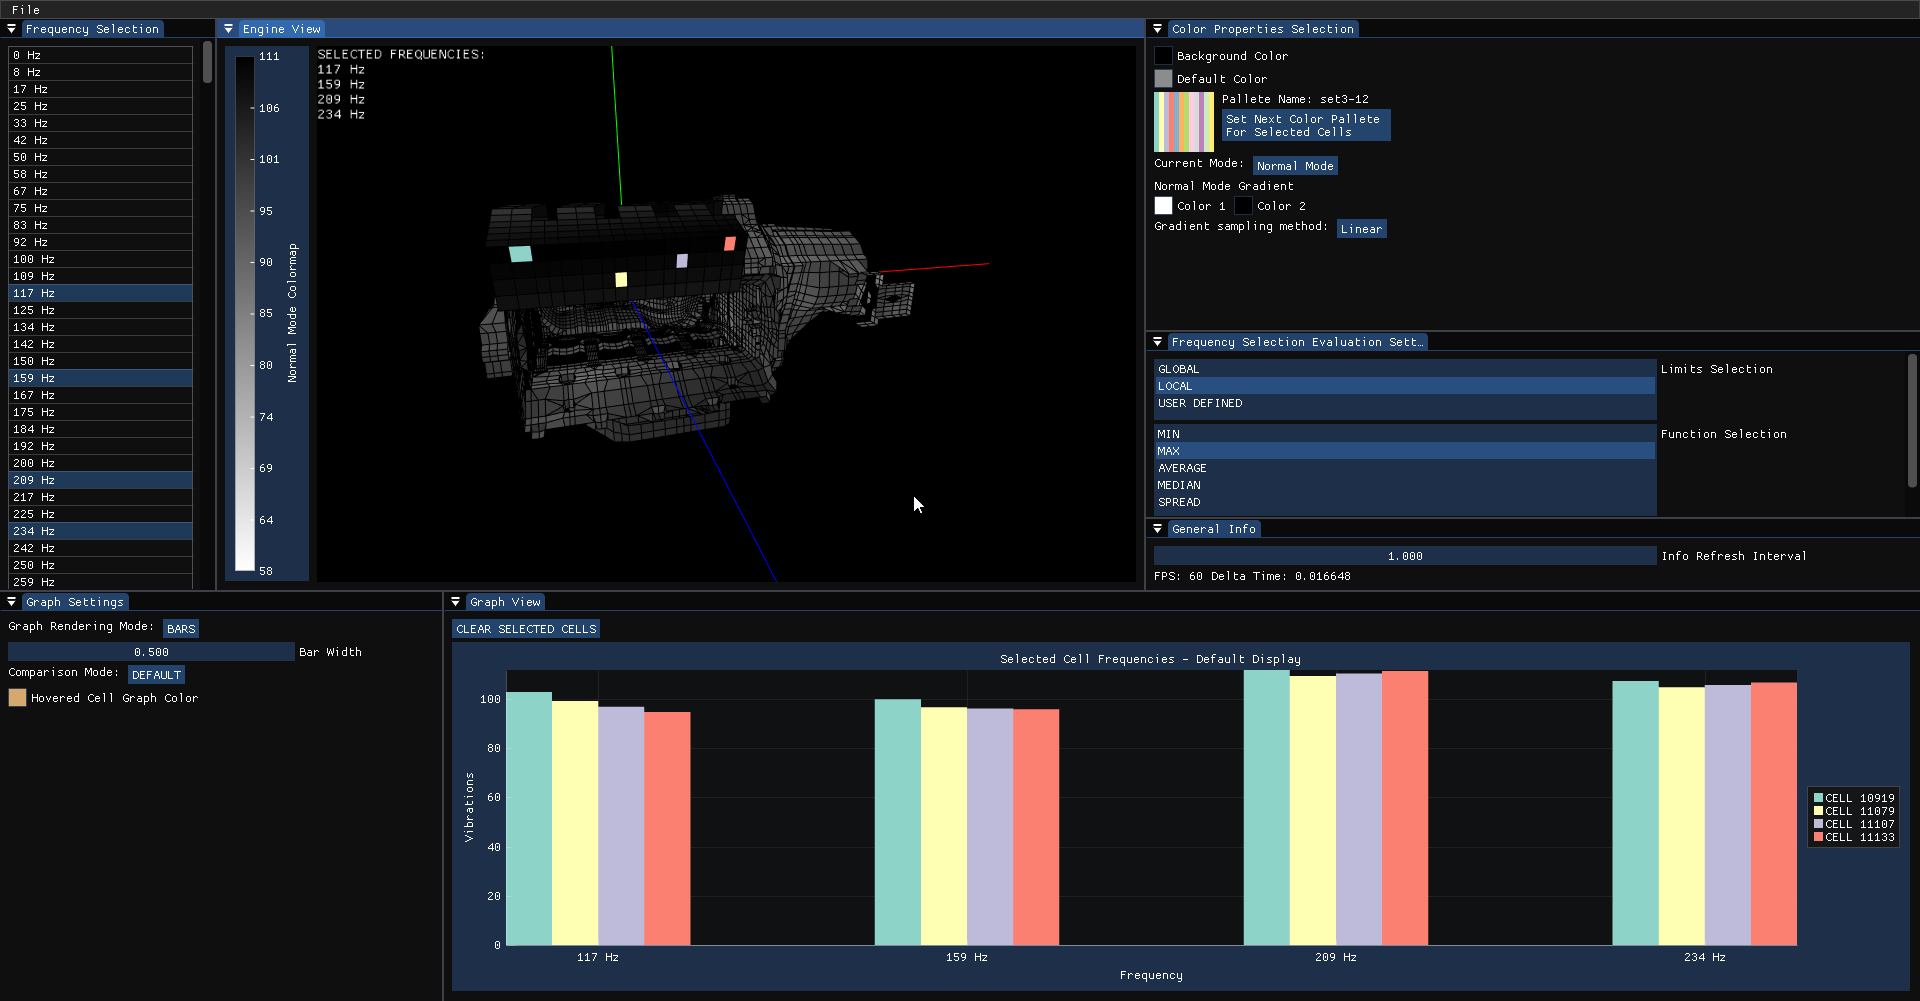 File
Frequency Selection
0 Hz
8 Hz
17 Hz
25 Hz
33 Hz
42 Hz
50 Hz
58 Hz
67 Hz
75 Hz
83 Hz
92 Hz
100 Hz
109 Hz
117 Hz
125 Hz
134 Hz
142 Hz
150 Hz
159 Hz
167 Hz
175 Hz
184 Hz
192 Hz
200 Hz
209 Hz
217 Hz
225 Hz
234 Hz
242 Hz
250 Hz
259 Hz
Engine View
111
106
101
95
90
85
80
74
69
64
58
Normal Mode Colormap
SELECTED FREQUENCIES:
117 Hz
159 Hz
209 Hz
234 Hz
Color Properties Selection
Background Color
Default Color
Pallete Name: set3-12
Set Next Color Pallete
For Selected Cells
Current Mode: Normal Mode
Normal Mode Gradient
Color 1 Color 2
Gradient sampling method: Linear
Frequency Selection Evaluation Sett…
GLOBAL
LOCAL
USER DEFINED
Limits Selection
MIN
MAX
AVERAGE
MEDIAN
SPREAD
Function Selection
General Info
1.000 Info Refresh Interval
FPS: 60 Delta Time: 0.016648
Graph Settings
Graph Rendering Mode: BARS
0.500 Bar Width
Comparison Mode: DEFAULT
Hovered Cell Graph Color
Graph View
CLEAR SELECTED CELLS
Selected Cell Frequencies - Default Display
100
80
60
40
20
0
Vibrations
117 Hz
159 Hz
209 Hz
234 Hz
Frequency
CELL 10919
CELL 11079
CELL 11107
CELL 11133